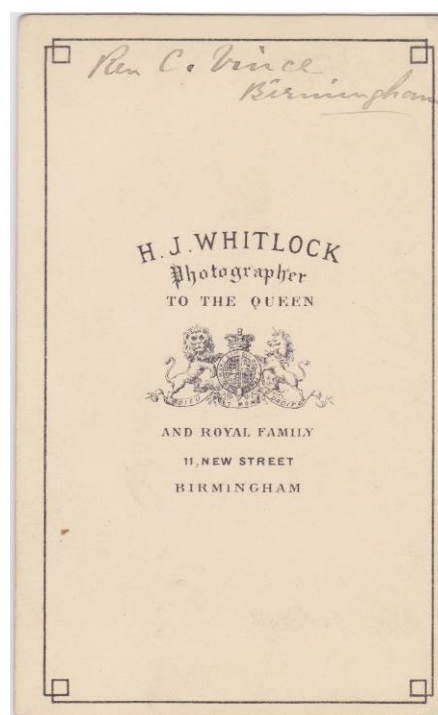 Rev C. Vince
Birmingham
H. J. WHITLOCK
Photographer
TO THE QUEEN
AND ROYAL FAMILY
11, NEW STREET
BIRMINGHAM